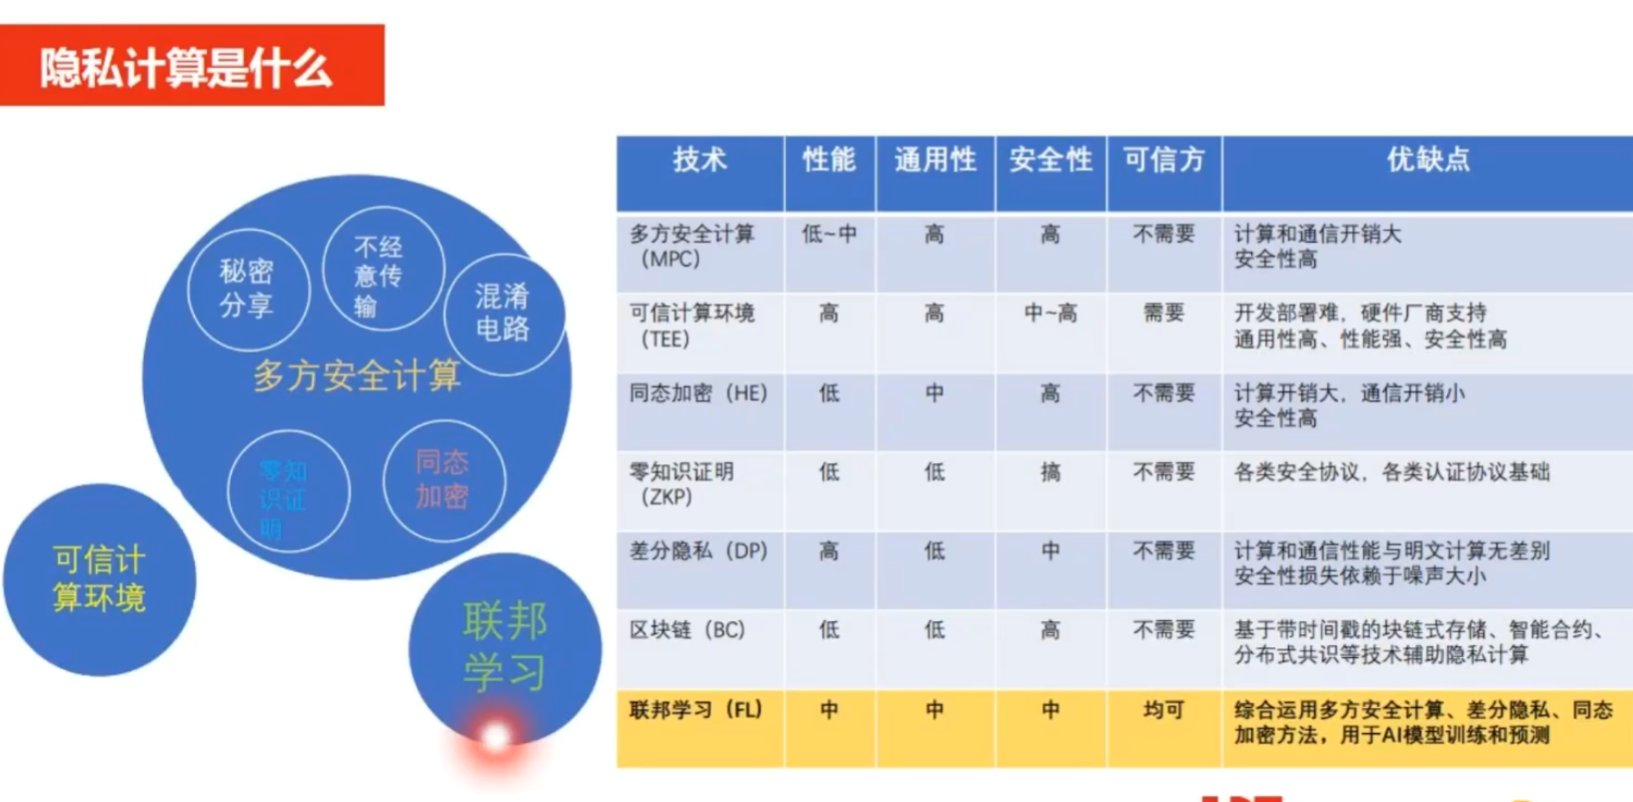 隐私计算是什么
秘密
分享
不经
意传
输
混淆
电路
多方安全计算
零知
识证
明
同态
加密
可信计
算环境
联邦
学习
技术 性能 通用性 安全性 可信方 优缺点
多方安全计算 低~中 高 高 不需要 计算和通信开销大
(MPC) 安全性高
可信计算环境 高 高 中~高 需要 开发部署难，硬件厂商支持
(TEE) 通用性高、性能强、安全性高
同态加密（HE) 低 中 高 不需要 计算开销大，通信开销小
安全性高
零知识证明 低 低 搞 不需要 各类安全协议，各类认证协议基础
(ZKP)
差分隐私（DP) 高 低 中 不需要 计算和通信性能与明文计算无差别
安全性损失依赖于噪声大小
区块链（BC) 低 低 高 不需要 基于带时间戳的块链式存储、智能合约、
分布式共识等技术辅助隐私计算
联邦学习（FL) 中 中 中 均可 综合运用多方安全计算、差分隐私、同态
加密方法，用于AI模型训练和预测